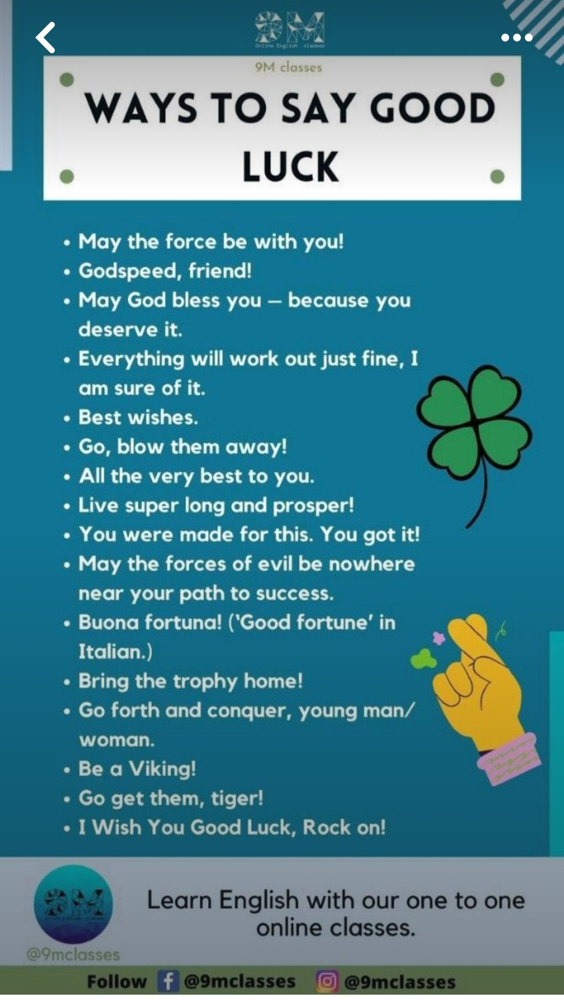 9M
Online English classes
9M classes
WAYS TO SAY GOOD
LUCK
• May the force be with you!
• Godspeed, friend!
• May God bless you – because you
deserve it.
• Everything will work out just fine, I
am sure of it.
• Best wishes.
• Go, blow them away!
• All the very best to you.
• Live super long and prosper!
• You were made for this. You got it!
• May the forces of evil be nowhere
near your path to success.
• Buona fortuna! (‘Good fortune’ in
Italian.)
• Bring the trophy home!
• Go forth and conquer, young man/
woman.
• Be a Viking!
• Go get them, tiger!
• I Wish You Good Luck, Rock on!
9M
Learn English with our one to one
online classes.
@9mclasses
Follow @9mclasses @9mclasses